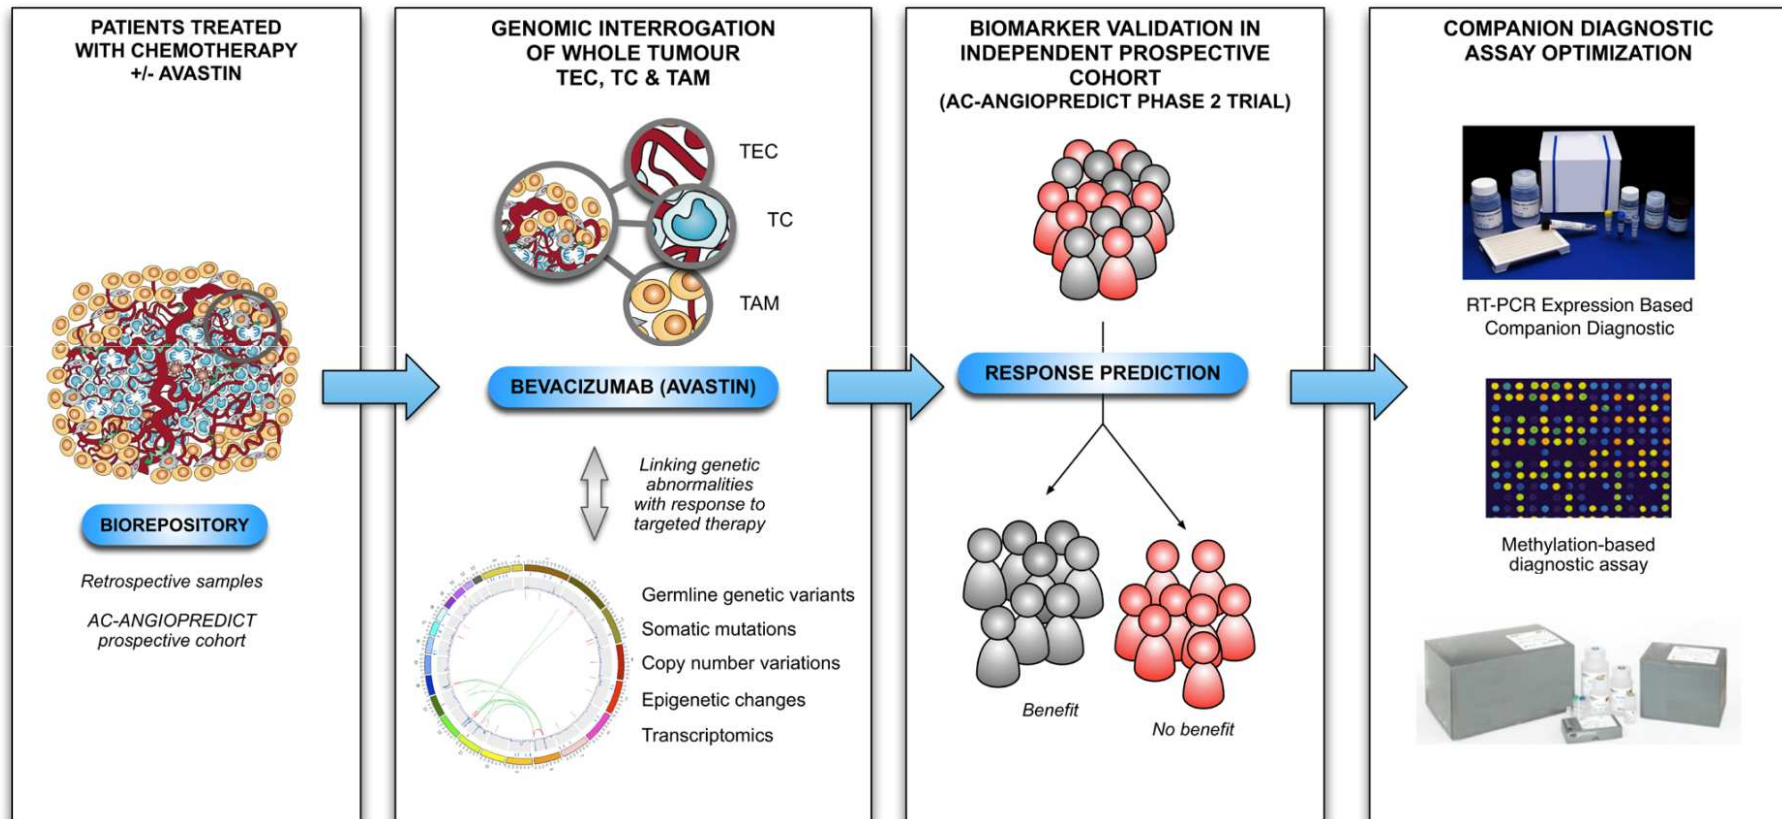 PATIENTS TREATED
WITH CHEMOTHERAPY
+/- AVASTIN
BIOREPOSITORY
Retrospective samples
AC-ANGIOPREDICT
prospective cohort
GENOMIC INTERROGATION
OF WHOLE TUMOUR
TEC, TC & TAM
TEC
TC
TAM
BEVACIZUMAB (AVASTIN)
Linking genetic
abnormalities
with response to
targeted therapy
Germline genetic variants
Somatic mutations
Copy number variations
Epigenetic changes
Transcriptomics
BIOMARKER VALIDATION IN
INDEPENDENT PROSPECTIVE
COHORT
(AC-ANGIOPREDICT PHASE 2 TRIAL)
RESPONSE PREDICTION
Benefit
No benefit
COMPANION DIAGNOSTIC
ASSAY OPTIMIZATION
RT-PCR Expression Based
Companion Diagnostic
Methylation-based
diagnostic assay